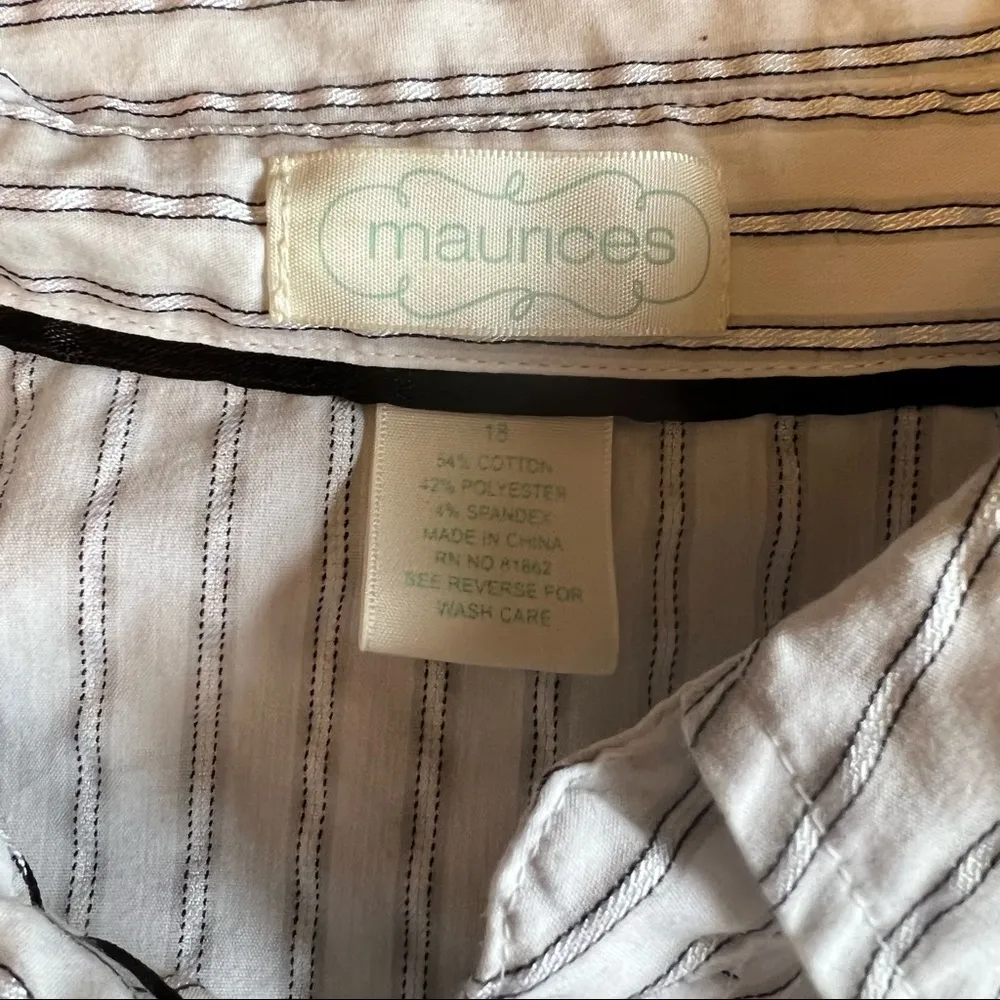 maurices
18
54% COTTON
42% POLYESTER
4% SPANDEX
MADE IN CHINA
RN NO 81862
SEE REVERSE FOR
WASH CARE